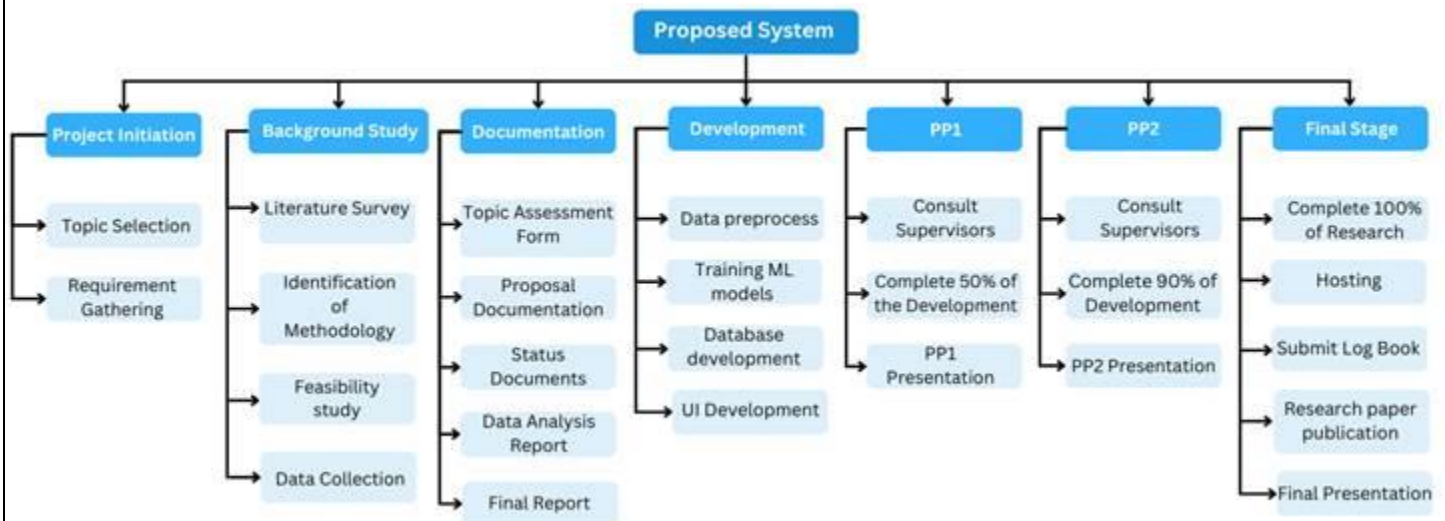 Proposed System
Project Initiation
Topic Selection
Requirement
Gathering
Background Study
Literature Survey
Identification
of
Methodology
Feasibility
study
Data Collection
Documentation
Topic Assessment
Form
Proposal
Documentation
Status
Documents
Data Analysis
Report
Final Report
Development
Data preprocess
Training ML
models
Database
development
UI Development
PP1
Consult
Supervisors
Complete 50% of
the Development
PP1
Presentation
PP2
Consult
Supervisors
Complete 90% of
Development
PP2 Presentation
Final Stage
Complete 100%
of Research
Hosting
Submit Log Book
Research paper
publication
Final Presentation